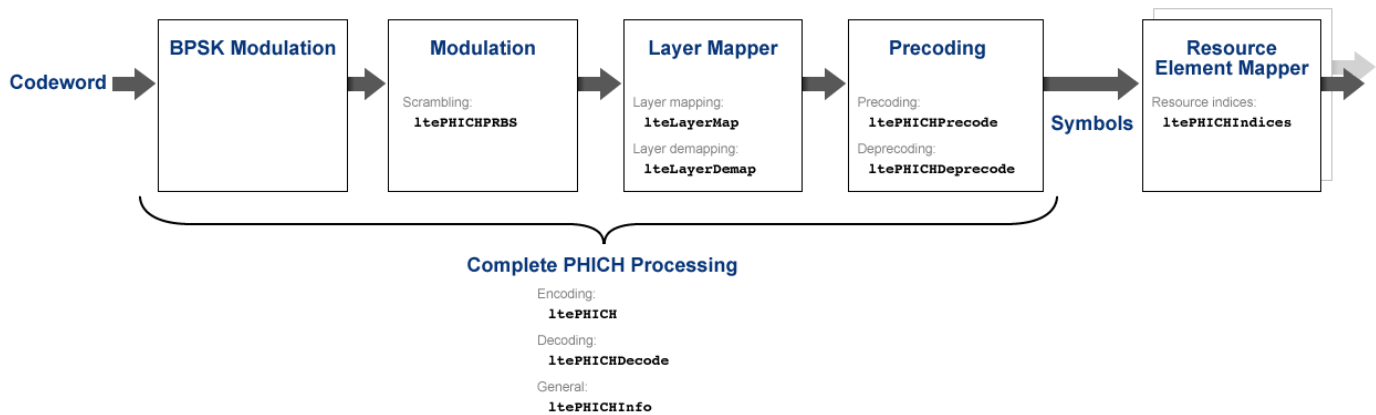 Codeword
BPSK Modulation
Modulation
Scrambling:
ltePHICHPRBS
Layer Mapper
Layer mapping:
lteLayerMap
Layer demapping:
lteLayerDemap
Precoding
Precoding:
ltePHICHPrecode
Deprecoding:
ltePHICHDeprecode
Symbols
Resource
Element Mapper
Resource indices:
ltePHICHIndices
Complete PHICH Processing
Encoding:
ltePHICH
Decoding:
ltePHICHDecode
General:
ltePHICHInfo